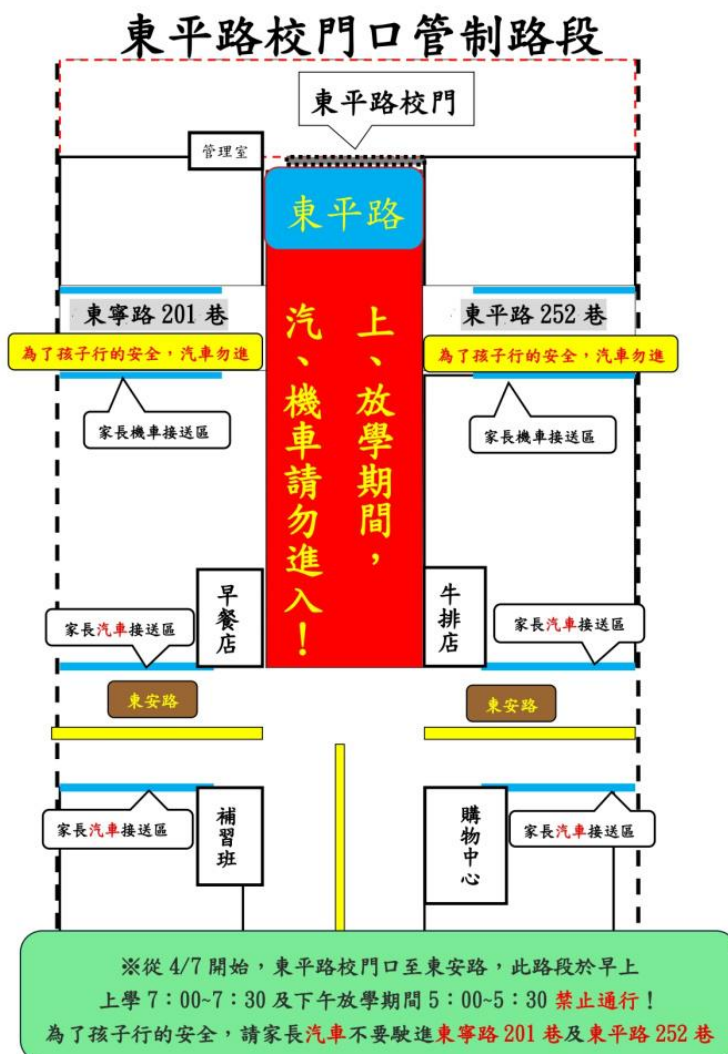 東平路校門口管制路段
東平路校門
管理室
東平路
上、放學期間，
汽、機車請勿進入！
東寧路 201 巷
東平路 252 巷
為了孩子行的安全，汽車勿進
為了孩子行的安全，汽車勿進
家長機車接送區
家長機車接送區
早餐店
牛排店
家長汽車接送區
家長汽車接送區
東安路
東安路
補習班
購物中心
家長汽車接送區
家長汽車接送區
※從 4/7 開始，東平路校門口至東安路，此路段於早上
上學 7：00~7：30 及下午放學期間 5：00~5：30 禁止通行！
為了孩子行的安全，請家長汽車不要駛進東寧路 201 巷及東平路 252 巷